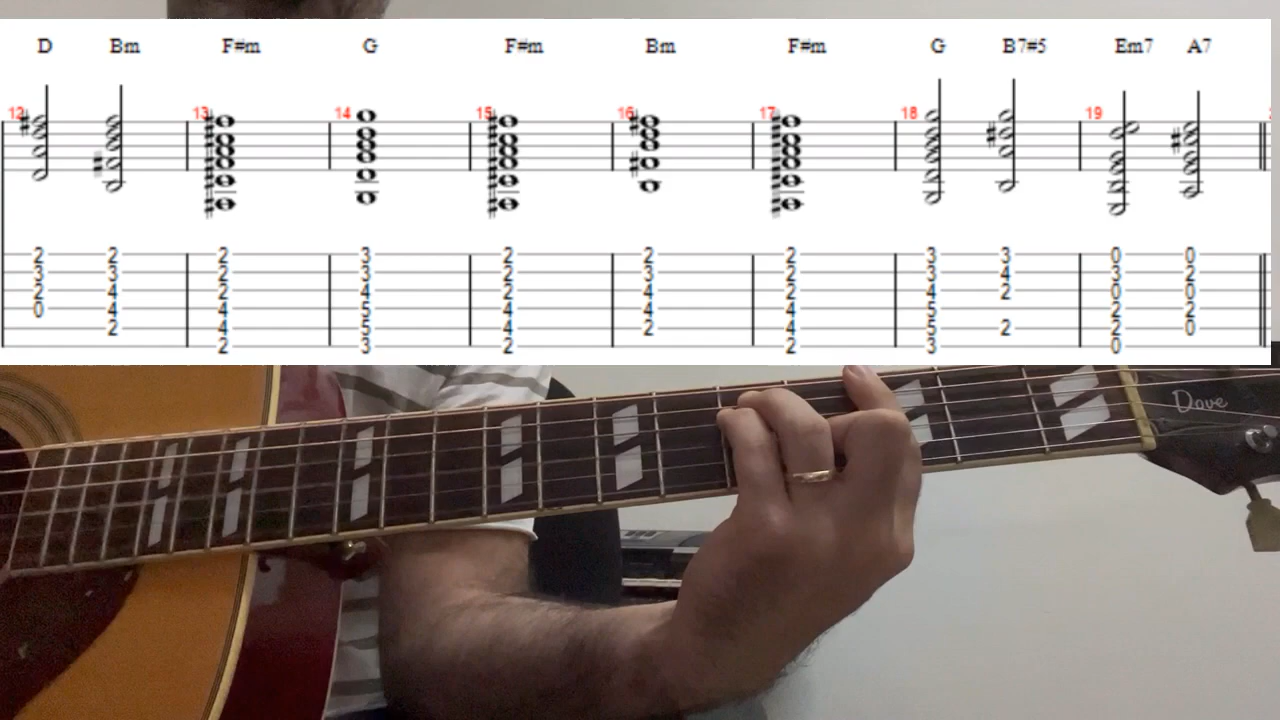 D Bm F#m G F#m Bm F#m G B7#5 Em7 A7
12 13 14 15 16 17 18 19
2 2 2 3 2 2 2 3 3 0 0
3 3 2 3 2 3 2 3 4 3 2
2 4 2 4 2 4 2 4 2 0 0
0 4 4 5 4 4 4 5 2 2
2 4 5 4 2 4 5 2 2 0
2 3 2 2 3 0
Dove